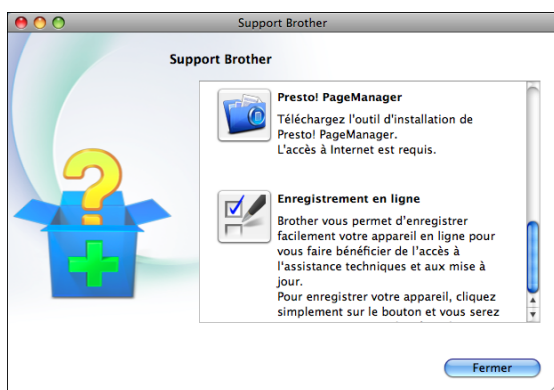 Support Brother
Support Brother
Presto! PageManager
Téléchargez l'outil d'installation de
Presto! PageManager.
L'accès à Internet est requis.
Enregistrement en ligne
Brother vous permet d'enregistrer
facilement votre appareil en ligne pour
vous faire bénéficier de l'accès à
l'assistance techniques et aux mise à
jour.
Pour enregistrer votre appareil, cliquez
simplement sur le bouton et vous serez
Fermer